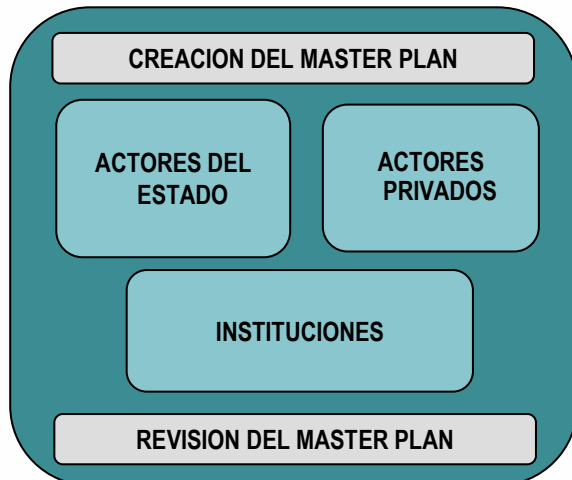 CREACION DEL MASTER PLAN
ACTORES DEL
ESTADO
ACTORES
PRIVADOS
INSTITUCIONES
REVISION DEL MASTER PLAN